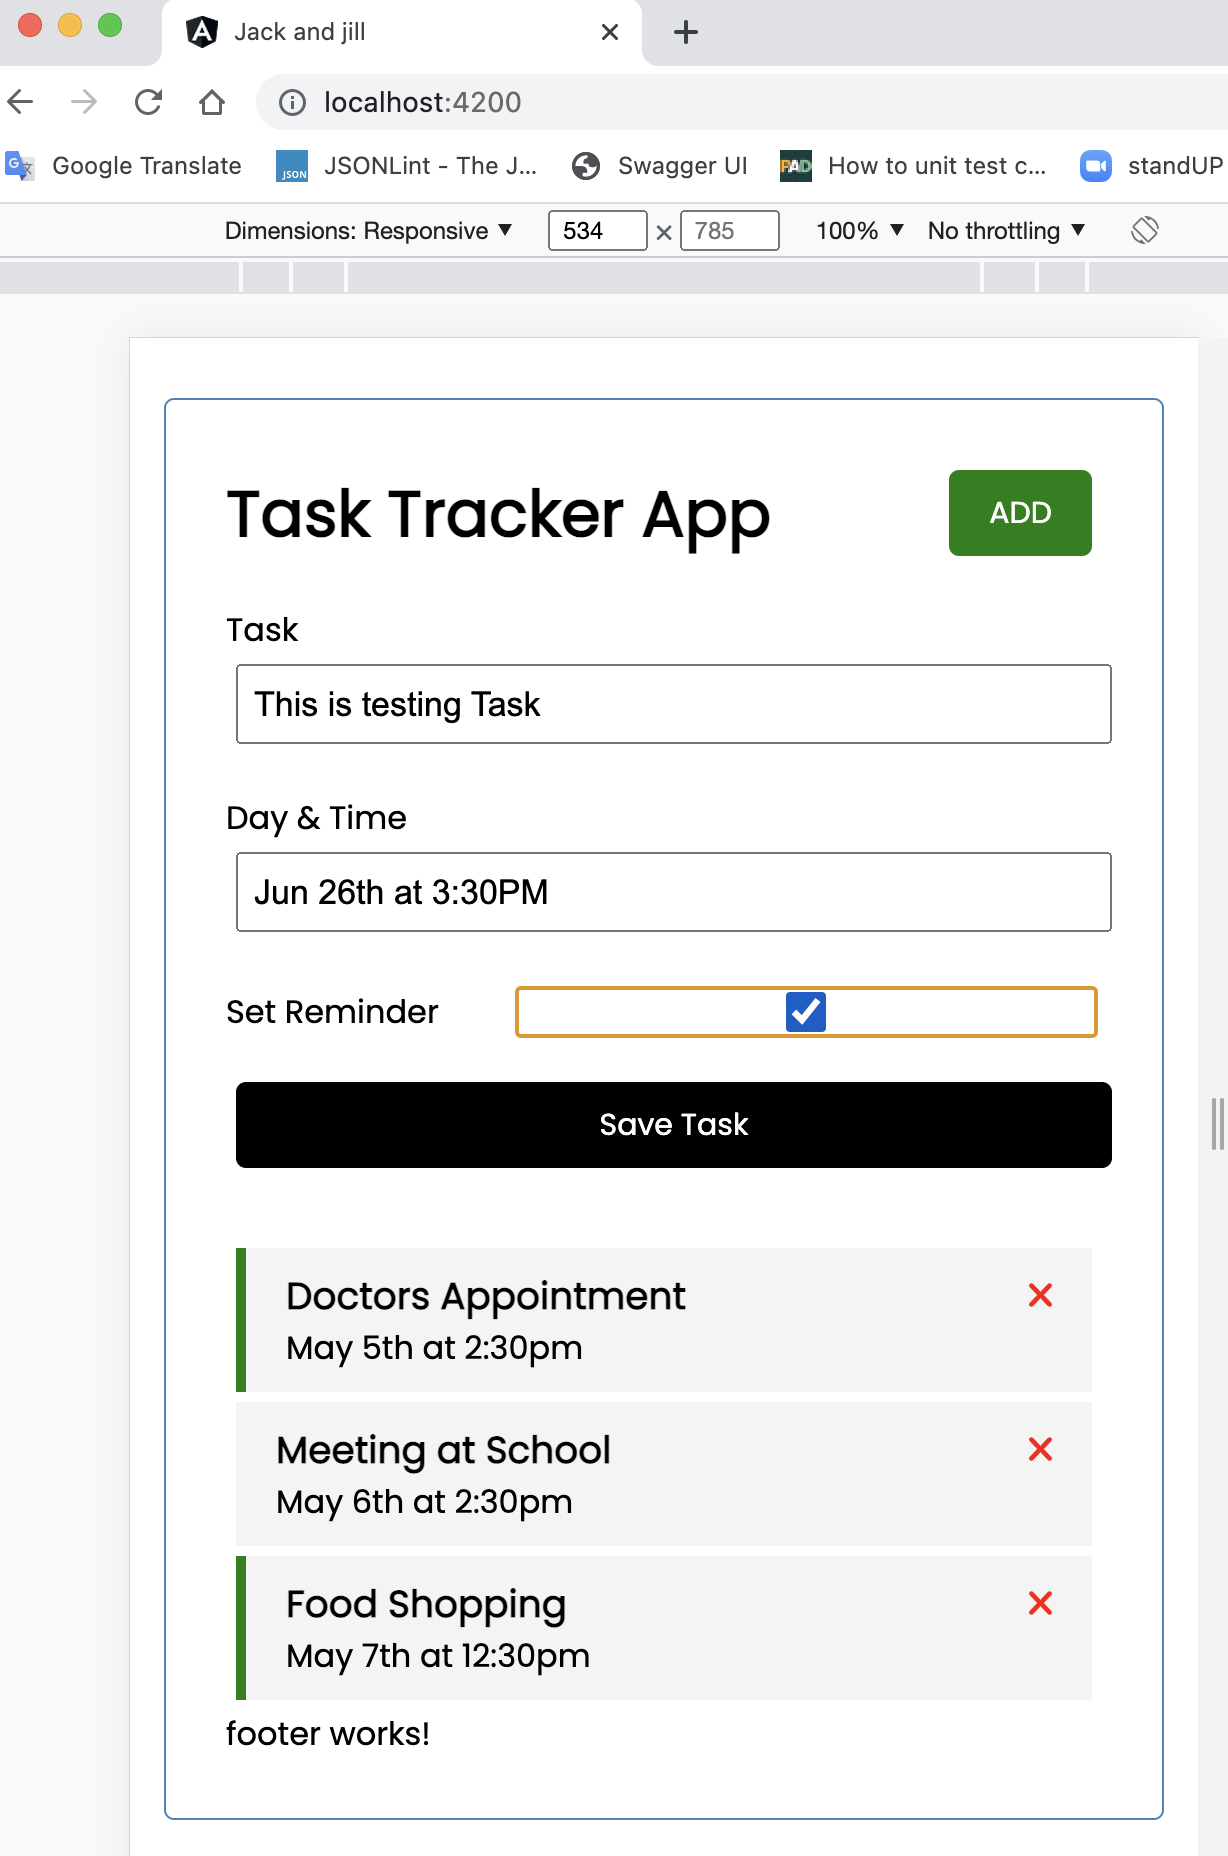 Jack and jill
localhost:4200
Google Translate JSON JSONLint - The J... Swagger UI RAD How to unit test c... standUP
Dimensions: Responsive 534 × 785 100% No throttling
Task Tracker App ADD
Task
This is testing Task
Day & Time
Jun 26th at 3:30PM
Set Reminder
Save Task
Doctors Appointment
May 5th at 2:30pm
Meeting at School
May 6th at 2:30pm
Food Shopping
May 7th at 12:30pm
footer works!